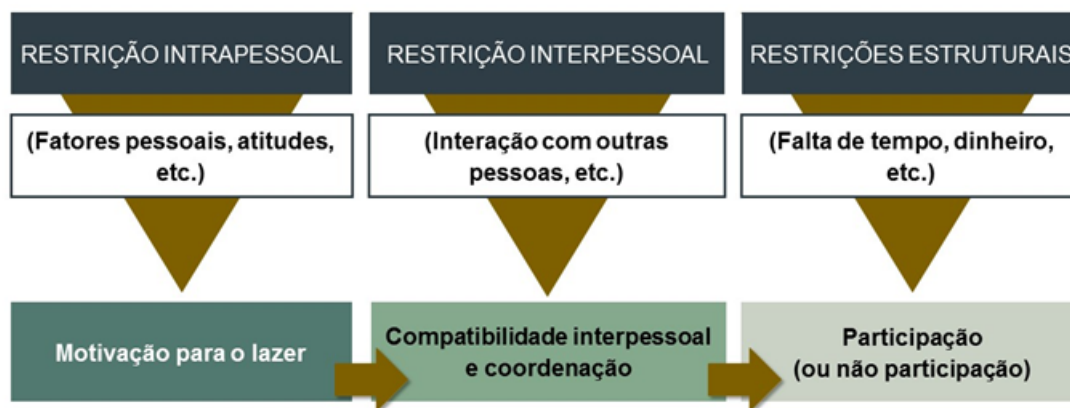 RESTRIÇÃO INTRAPESSOAL
(Fatores pessoais, atitudes,
etc.)
Motivação para o lazer
RESTRIÇÃO INTERPESSOAL
(Interação com outras
pessoas, etc.)
Compatibilidade interpessoal
e coordenação
RESTRIÇÕES ESTRUTURAIS
(Falta de tempo, dinheiro,
etc.)
Participação
(ou não participação)